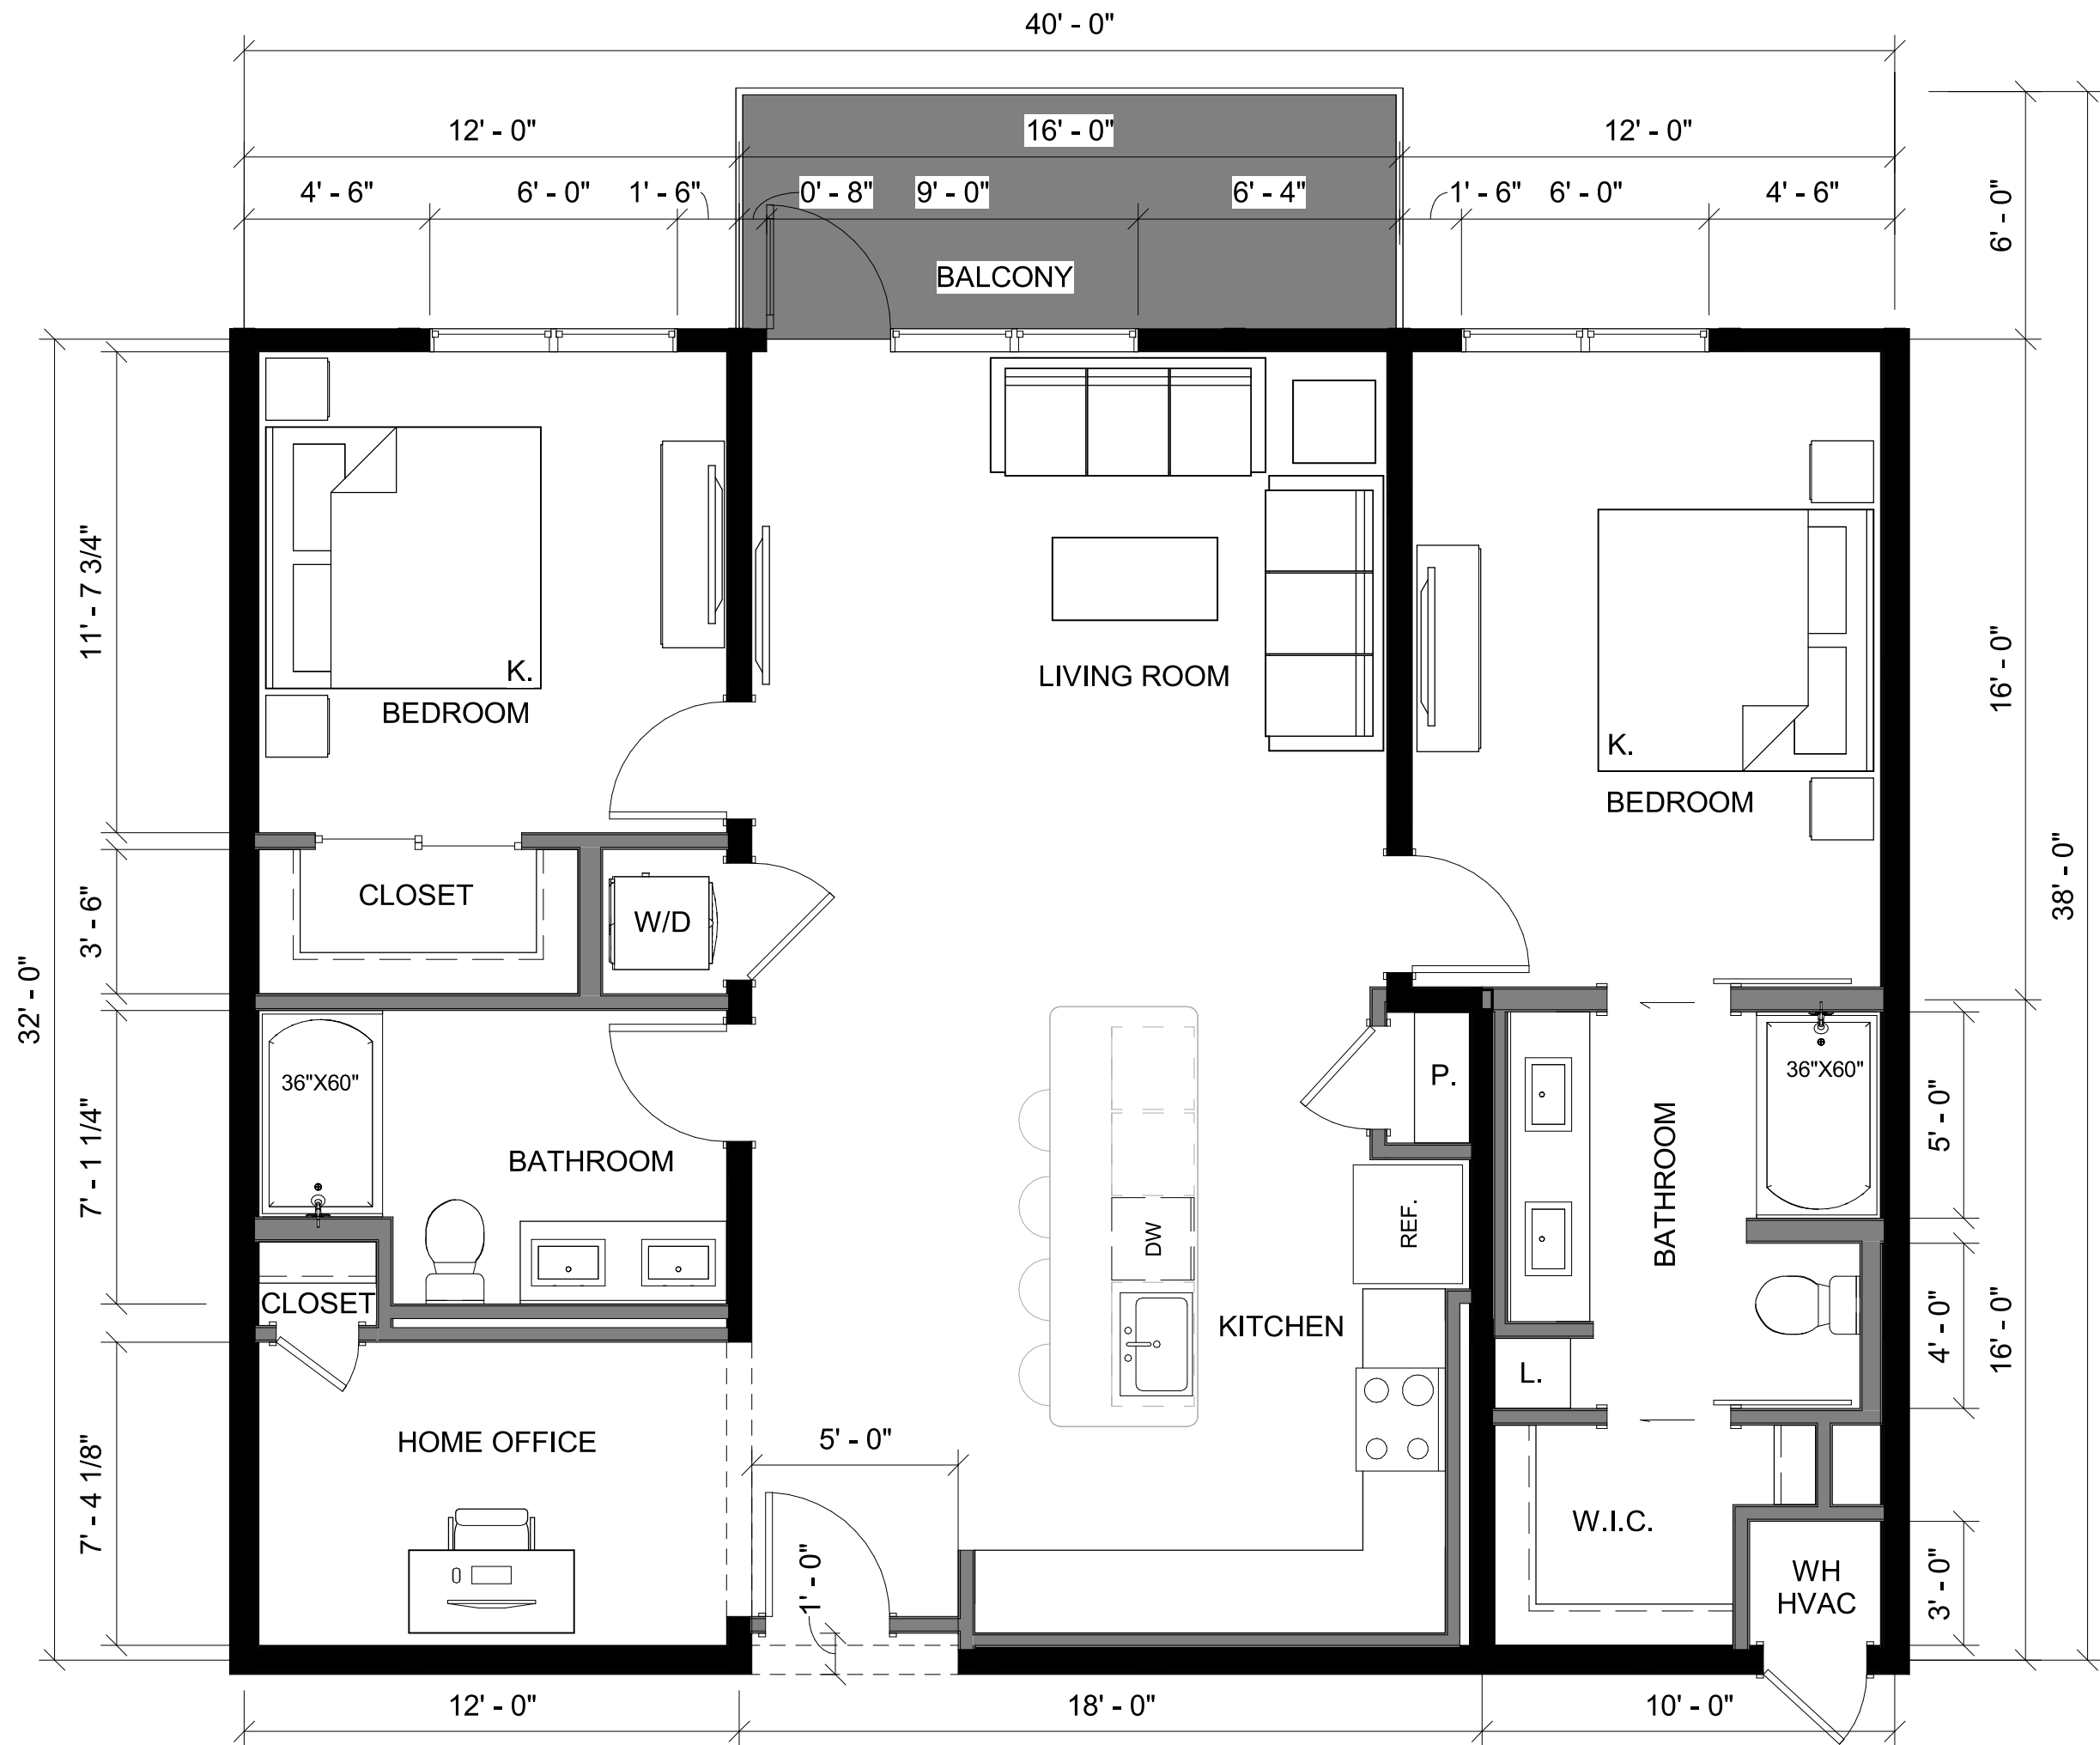 40' - 0"
12' - 0"
16' - 0"
12' - 0"
4' - 6"
6' - 0"
1' - 6"
0' - 8"
9' - 0"
6' - 4"
1' - 6"
6' - 0"
4' - 6"
6' - 0"
BALCONY
11' - 7 3/4"
K.
BEDROOM
LIVING ROOM
K.
BEDROOM
16' - 0"
38' - 0"
32' - 0"
3' - 6"
CLOSET
W/D
36"X60"
7' - 1 1/4"
BATHROOM
P.
REF.
DW
BATHROOM
36"X60"
5' - 0"
CLOSET
KITCHEN
L.
4' - 0"
16' - 0"
7' - 4 1/8"
HOME OFFICE
5' - 0"
1' - 0"
W.I.C.
WH
HVAC
3' - 0"
12' - 0"
18' - 0"
10' - 0"